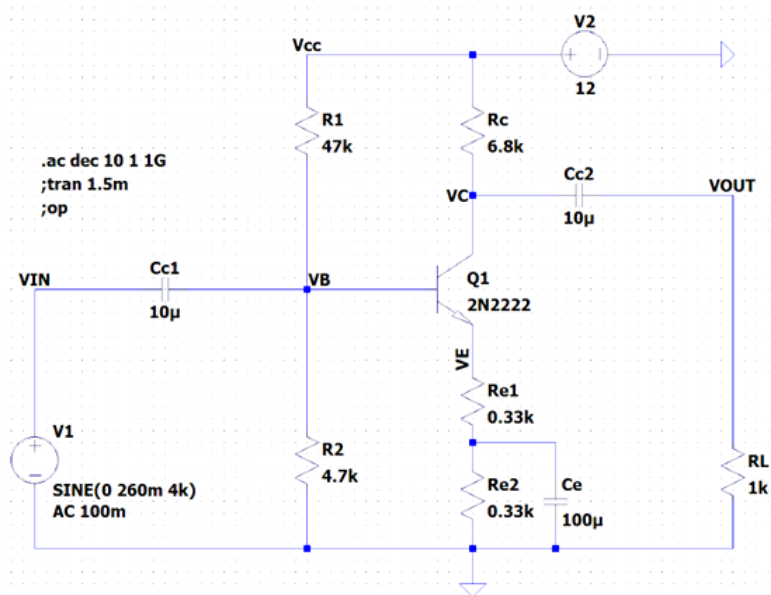 V2
12
Vcc
R1
47k
Rc
6.8k
.ac dec 10 1 1G
;tran 1.5m
;op
VC
Cc2
10µ
VOUT
VIN
Cc1
10µ
VB
Q1
2N2222
VE
Re1
0.33k
V1
SINE(0 260m 4k)
AC 100m
R2
4.7k
Re2
0.33k
Ce
100µ
RL
1k